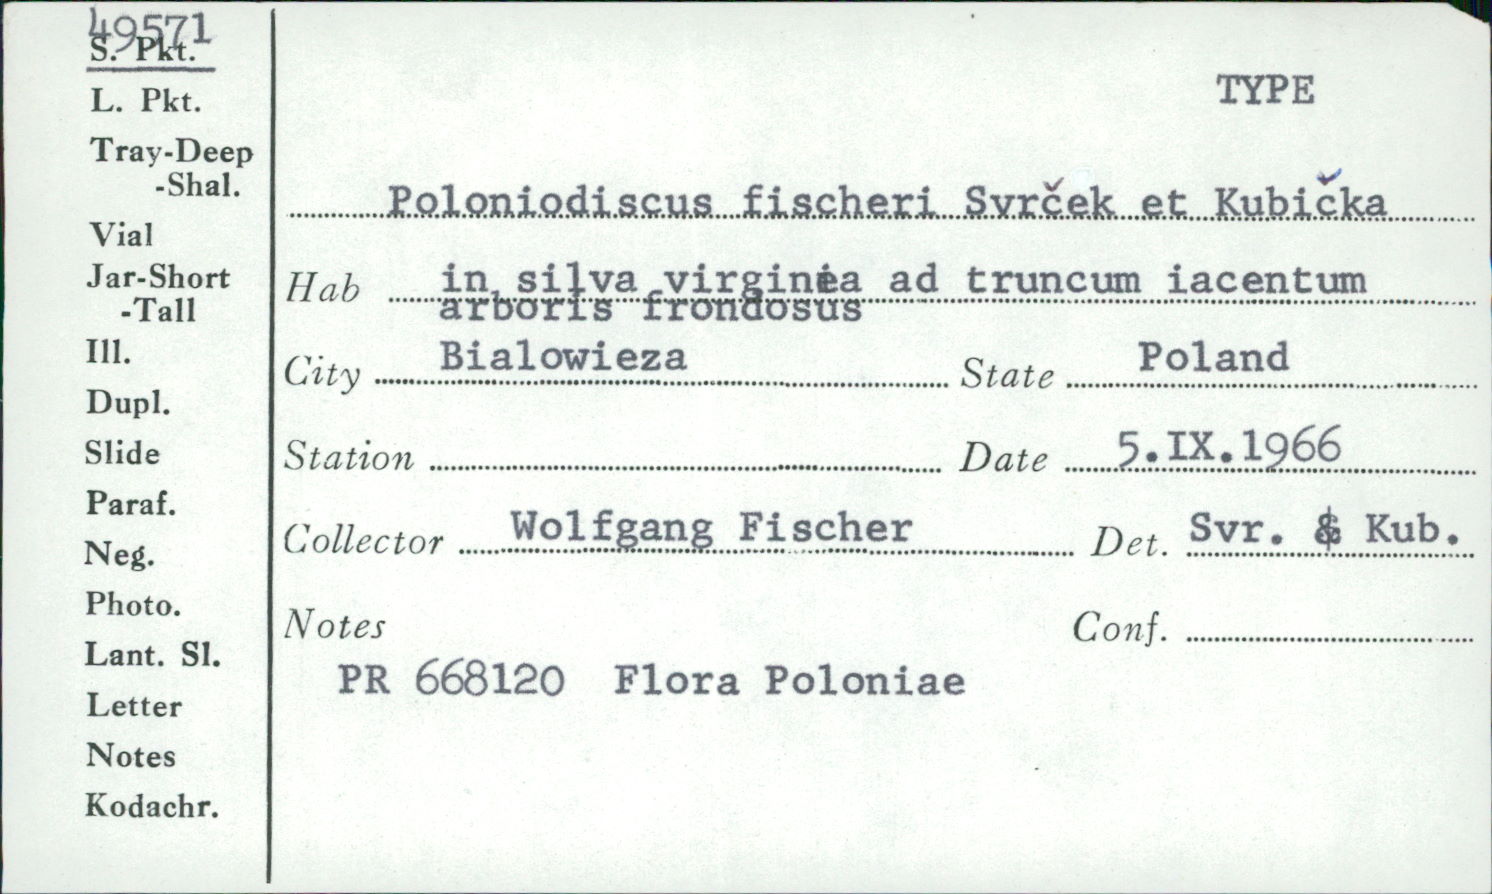 49571
S. Pkt.
L. Pkt.
Tray-Deep
-Shal.
Vial
Jar-Short
-Tall
Ill.
Dupl.
Slide
Paraf.
Neg.
Photo.
Lant. Sl.
Letter
Notes
Kodachr.
TYPE
Poloniodiscus fischeri Svrček et Kubička
Hab in silva virginea ad truncum iacentum
arboris frondosus
City Bialowieza State Poland
Station Date 5.IX.1966
Collector Wolfgang Fischer Det. Svr. & Kub.
Notes Conf.
PR 668120 Flora Poloniae